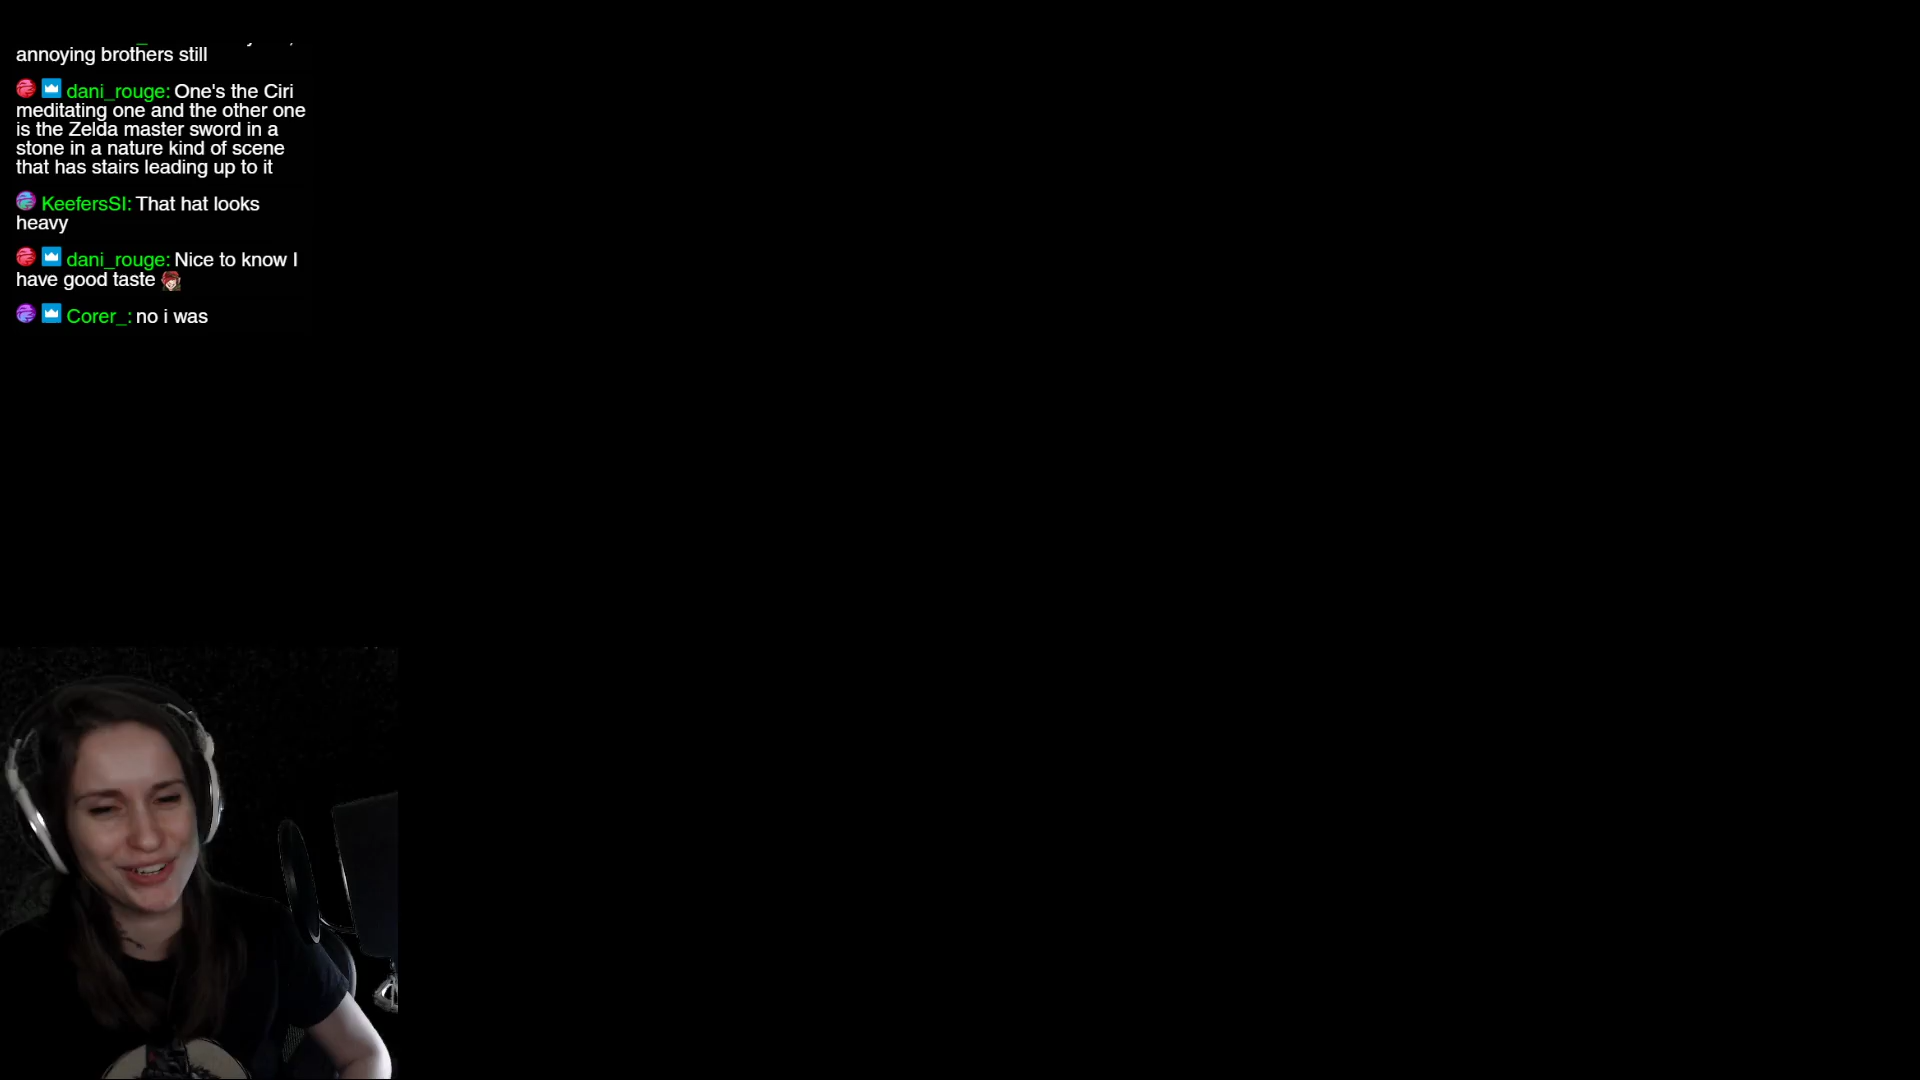 annoying brothers still
dani_rouge: One's the Ciri
meditating one and the other one
is the Zelda master sword in a
stone in a nature kind of scene
that has stairs leading up to it
KeefersSI: That hat looks
heavy
dani_rouge: Nice to know I
have good taste
Corer_: no i was